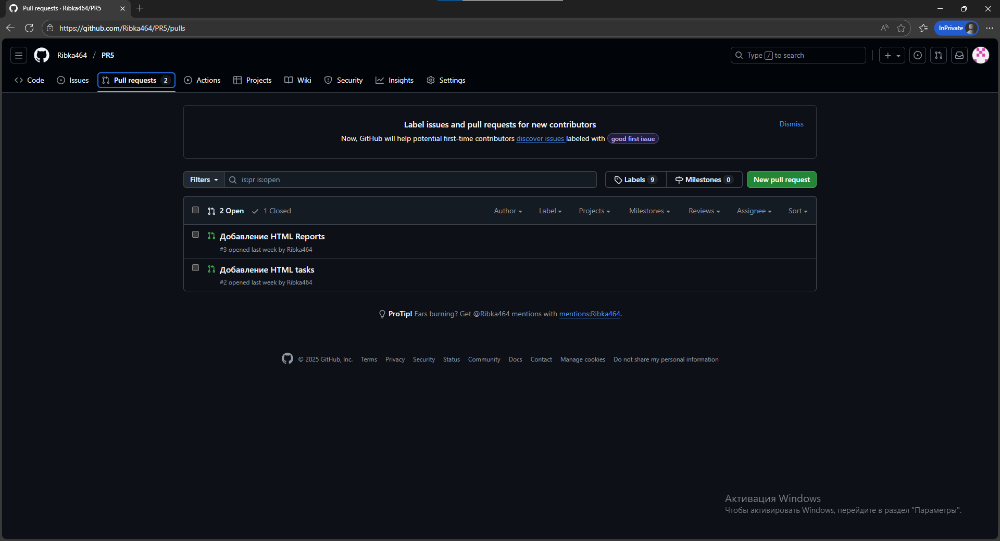 Pull requests · Ribka464/PR5
https://github.com/Ribka464/PR5/pulls
InPrivate
Ribka464 / PR5
Type / to search
Code Issues Pull requests 2 Actions Projects Wiki Security Insights Settings
Label issues and pull requests for new contributors
Dismiss
Now, GitHub will help potential first-time contributors discover issues labeled with good first issue
Filters is:pr is:open Labels 9 Milestones 0 New pull request
2 Open 1 Closed Author Label Projects Milestones Reviews Assignee Sort
Добавление HTML Reports
#3 opened last week by Ribka464
Добавление HTML tasks
#2 opened last week by Ribka464
ProTip! Ears burning? Get @Ribka464 mentions with mentions:Ribka464.
© 2025 GitHub, Inc. Terms Privacy Security Status Community Docs Contact Manage cookies Do not share my personal information
Активация Windows
Чтобы активировать Windows, перейдите в раздел "Параметры".